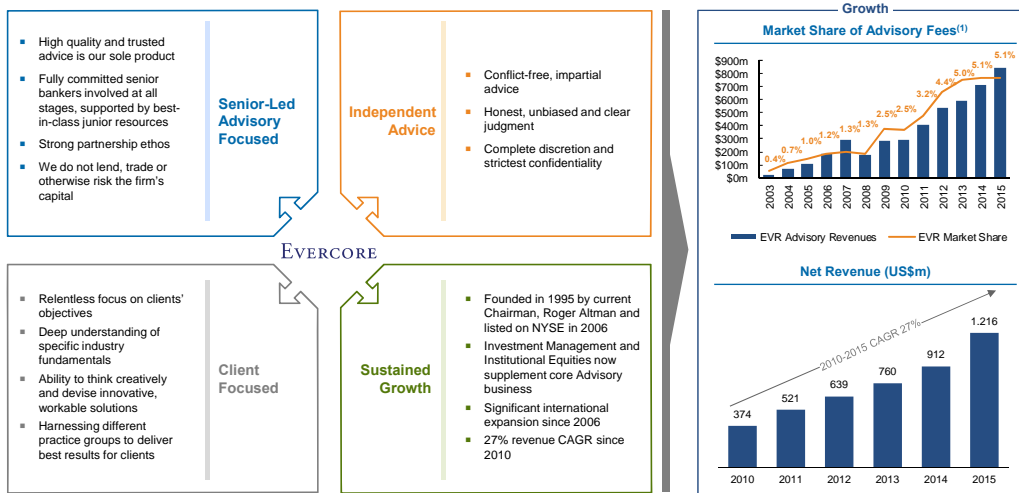 High quality and trusted
advice is our sole product
Fully committed senior
bankers involved at all
stages, supported by best-
in-class junior resources
Strong partnership ethos
We do not lend, trade or
otherwise risk the firm's
capital
Senior-Led
Advisory
Focused
Independent
Advice
Conflict-free, impartial
advice
Honest, unbiased and clear
judgment
Complete discretion and
strictest confidentiality
EVERCORE
Relentless focus on clients'
objectives
Deep understanding of
specific industry
fundamentals
Ability to think creatively
and devise innovative,
workable solutions
Harnessing different
practice groups to deliver
best results for clients
Client
Focused
Sustained
Growth
Founded in 1995 by current
Chairman, Roger Altman and
listed on NYSE in 2006
Investment Management and
Institutional Equities now
supplement core Advisory
business
Significant international
expansion since 2006
27% revenue CAGR since
2010
Growth
Market Share of Advisory Fees(1)
$900m
$800m
$700m
$600m
$500m
$400m
$300m
$200m
$100m
$0m
0.4%
0.7%
1.0%
1.2%
1.3%
1.3%
2.5%
2.5%
3.2%
4.4%
5.0%
5.1%
5.1%
2003
2004
2005
2006
2007
2008
2009
2010
2011
2012
2013
2014
2015
EVR Advisory Revenues
EVR Market Share
Net Revenue (US$m)
2010-2015 CAGR 27%
374
521
639
760
912
1.216
2010
2011
2012
2013
2014
2015